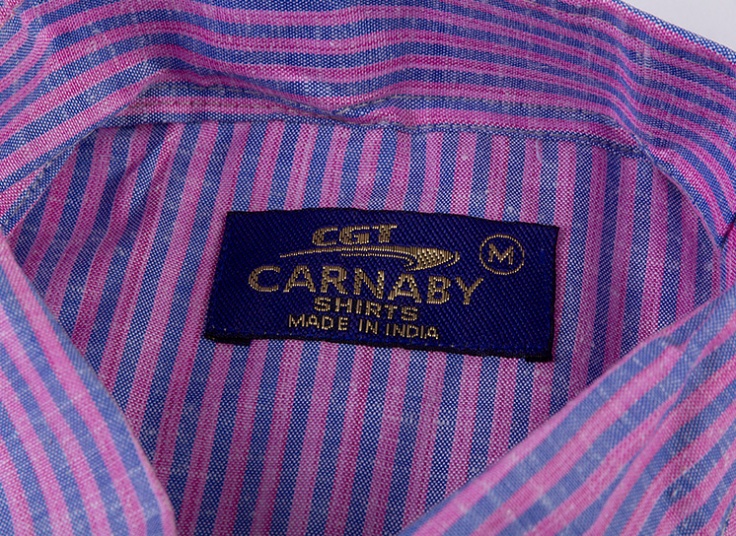 CGT
M
CARNABY
SHIRTS
MADE IN INDIA